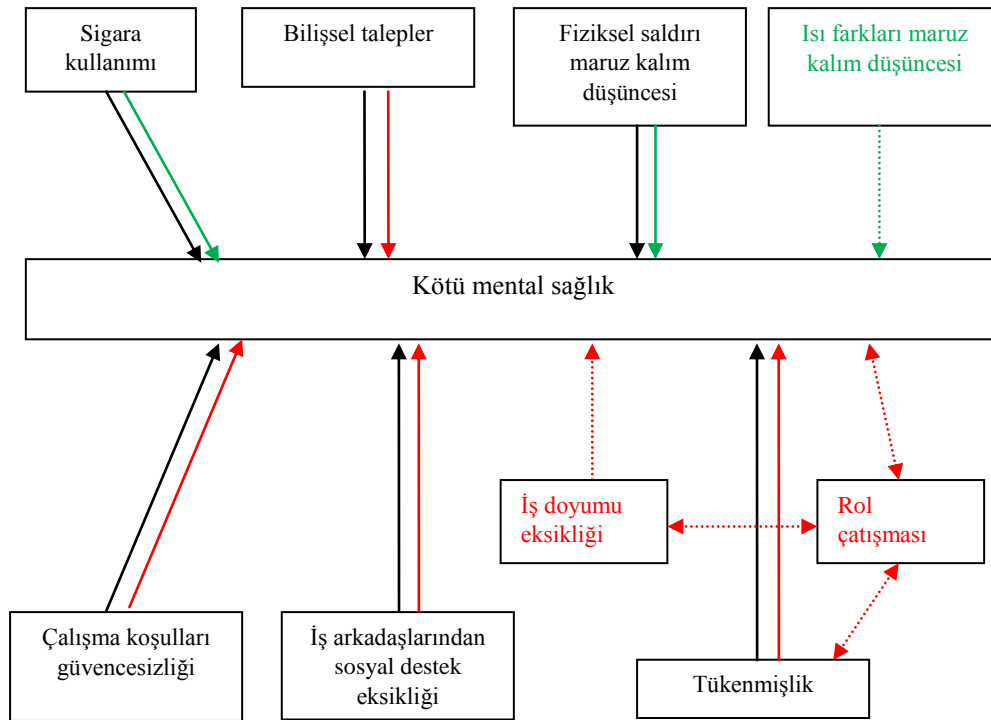 Sigara
kullanımı
Bilişsel talepler
Fiziksel saldırı
maruz kalım
düşüncesi
Isı farkları maruz
kalım düşüncesi
Kötü mental sağlık
İş doyumu
eksikliği
Rol
çatışması
Çalışma koşulları
güvencesizliği
İş arkadaşlarından
sosyal destek
eksikliği
Tükenmişlik